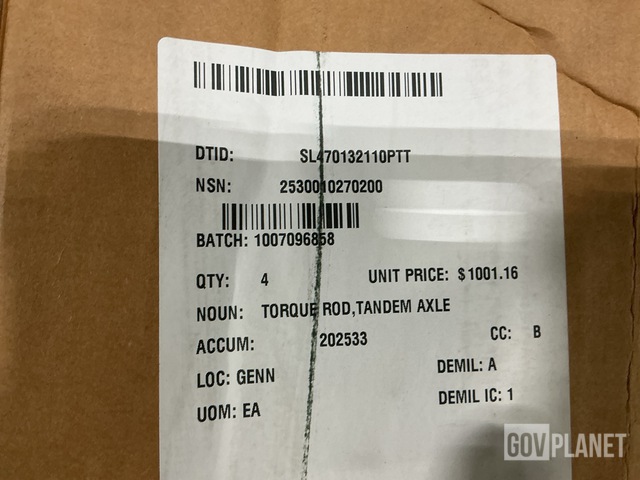 DTID: SL470132110PTT
NSN: 2530010270200
BATCH: 1007096858
QTY: 4 UNIT PRICE: $1001.16
NOUN: TORQUE ROD,TANDEM AXLE
ACCUM: 202533 CC: B
LOC: GENN DEMIL: A
UOM: EA DEMIL IC: 1
GOVPLANET